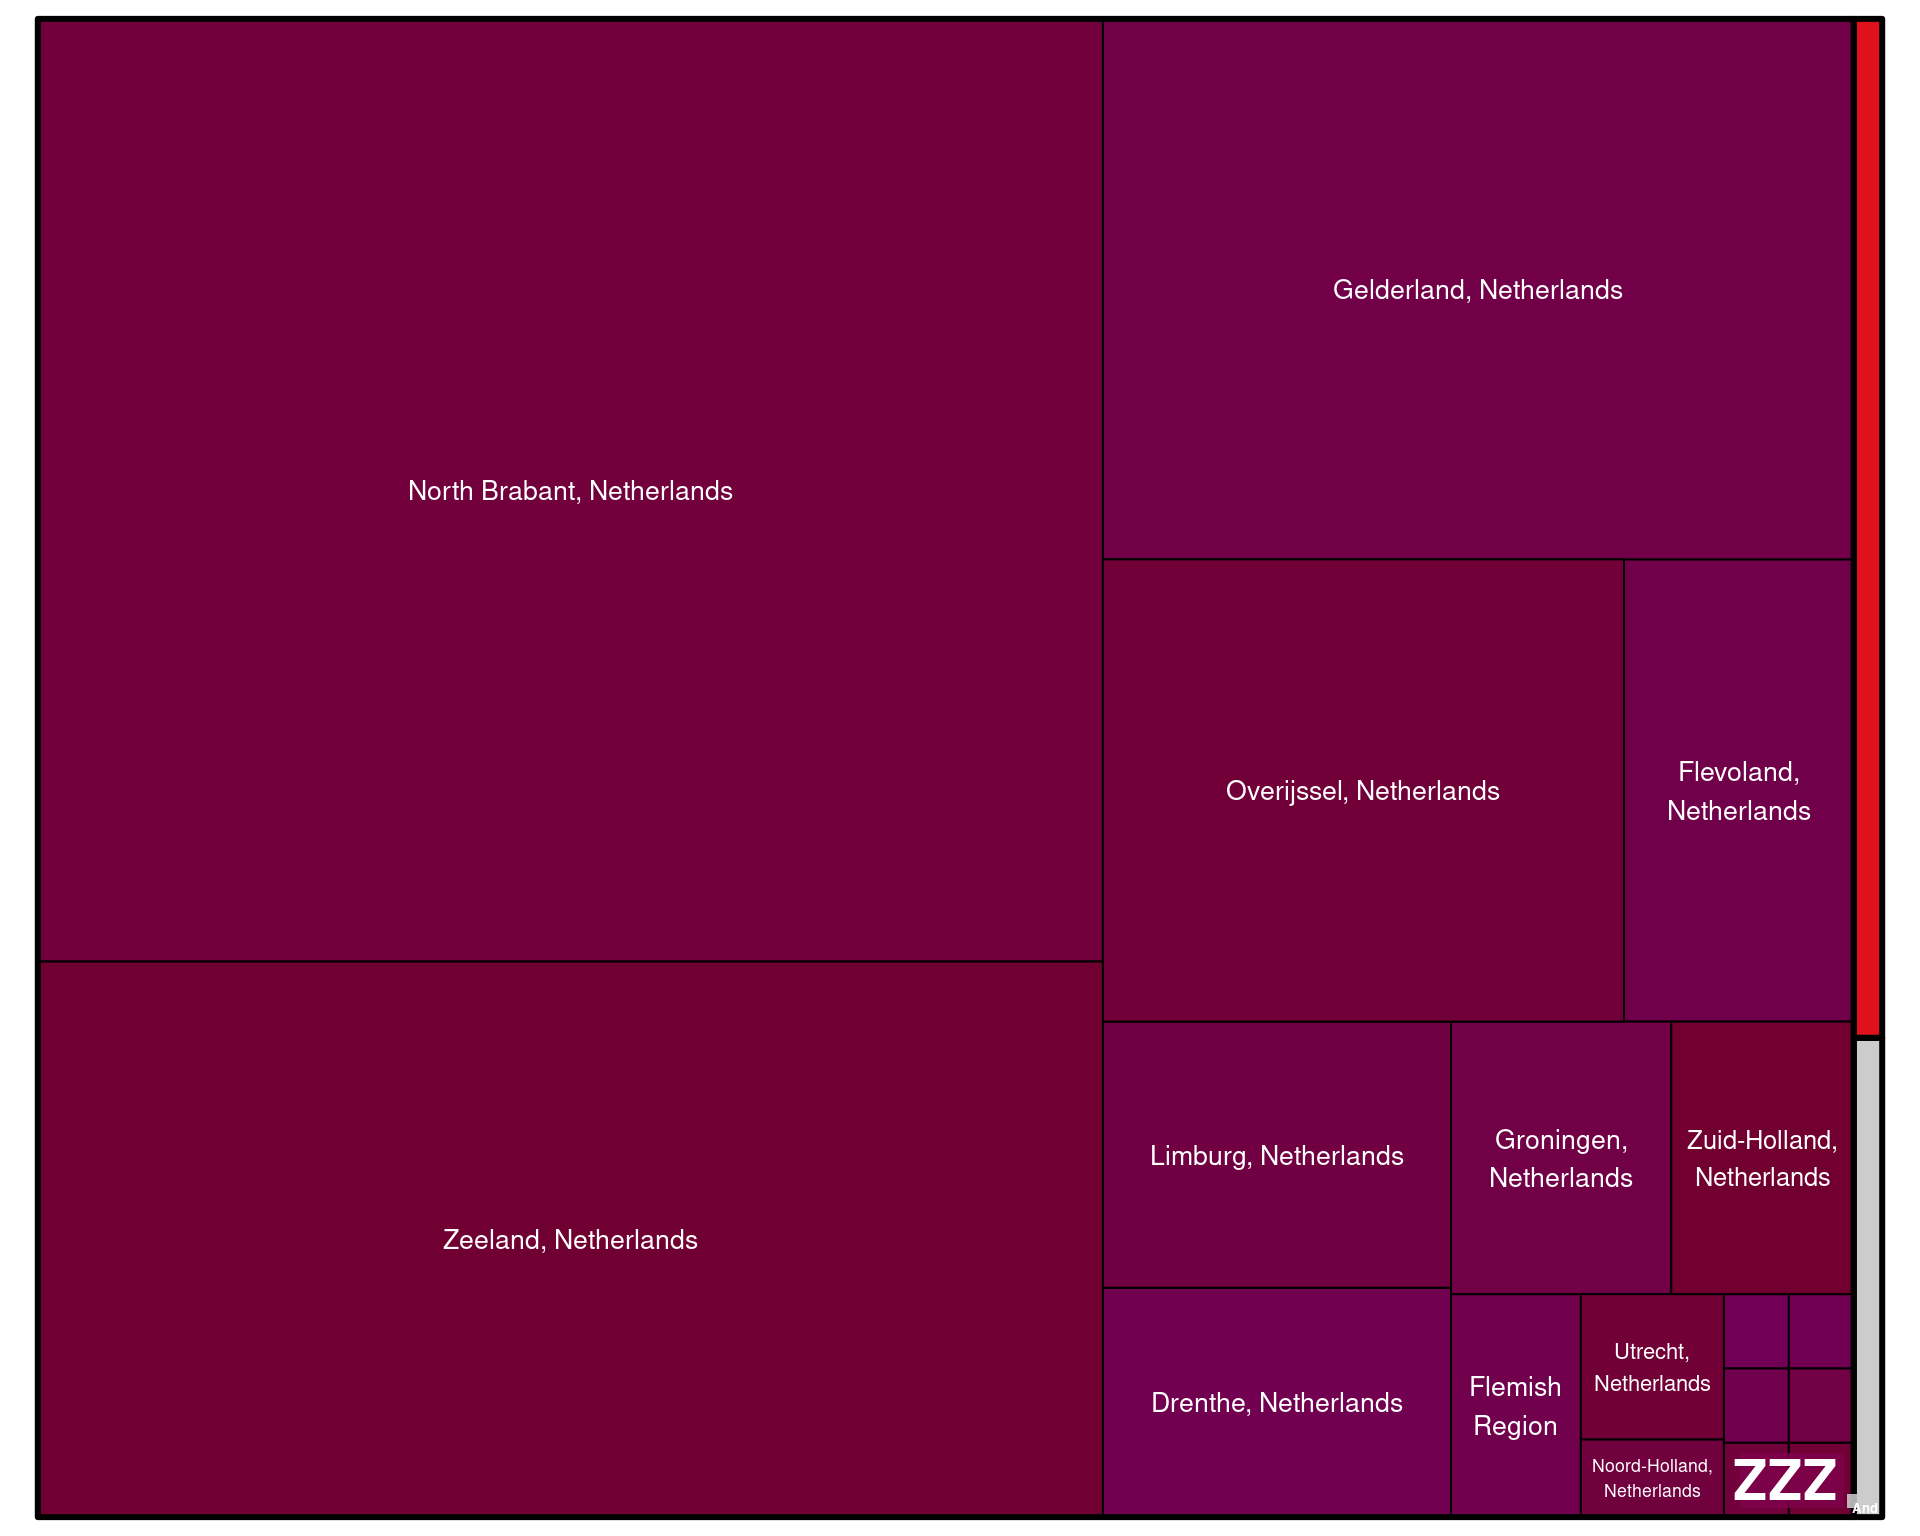 North Brabant, Netherlands
Gelderland, Netherlands
Overijssel, Netherlands
Flevoland,
Netherlands
Zeeland, Netherlands
Limburg, Netherlands
Groningen,
Netherlands
Zuid-Holland,
Netherlands
Drenthe, Netherlands
Flemish
Region
Utrecht,
Netherlands
Noord-Holland,
Netherlands
ZZZ
And